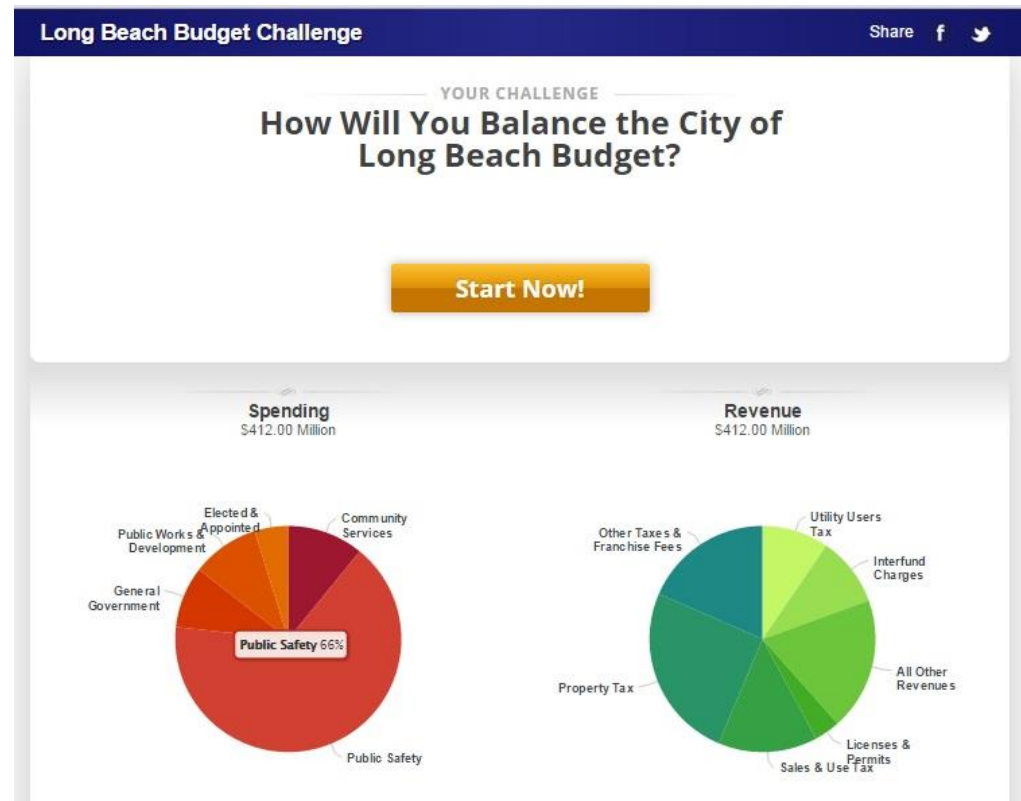 Long Beach Budget Challenge
Share f
YOUR CHALLENGE
How Will You Balance the City of
Long Beach Budget?
Start Now!
Spending
$412.00 Million
Elected &
Appointed
Public Works &
Development
General
Government
Community
Services
Public Safety 66%
Public Safety
Revenue
$412.00 Million
Other Taxes &
Franchise Fees
Utility Users
Tax
Interfund
Charges
Property Tax
All Other
Revenues
Licenses &
Permits
Sales & Use Tax